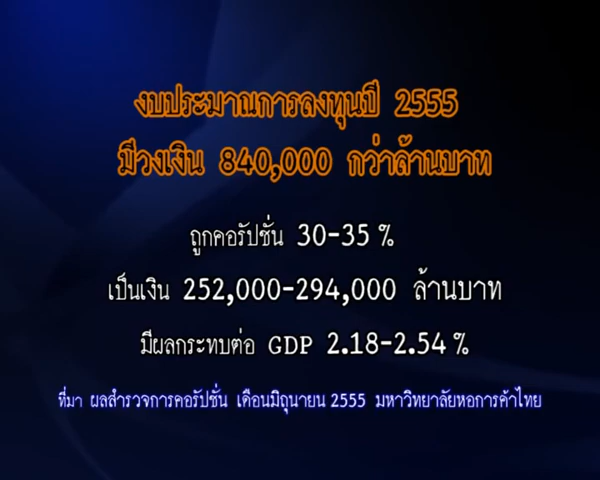 งบประมาณการลงทุนปี 2555
มีวงเงิน 840,000 กว่าล้านบาท
ถูกคอรัปชั่น 30-35 %
เป็นเงิน 252,000-294,000 ล้านบาท
มีผลกระทบต่อ GDP 2.18-2.54 %
ที่มา ผลสำรวจการคอรัปชั่น เดือนมิถุนายน 2555 มหาวิทยาลัยหอการค้าไทย